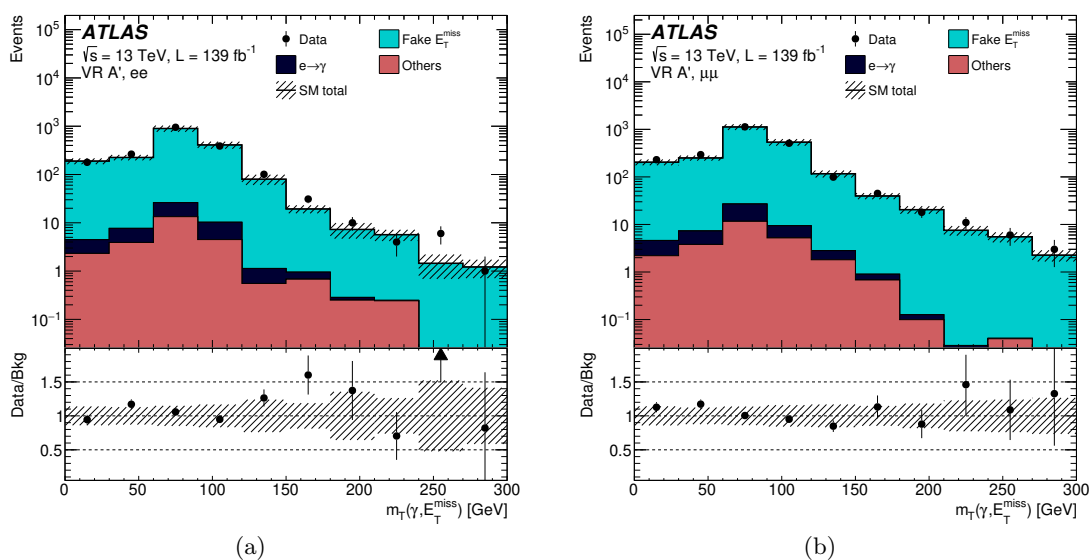 Events
10⁵
10⁴
10³
10²
10
1
10⁻¹
ATLAS
√s = 13 TeV, L = 139 fb⁻¹
VR A', ee
Data
Fake E_T^miss
e→γ
Others
SM total
Data/Bkg
1.5
1
0.5
0 50 100 150 200 250 300
m_T(γ,E_T^miss) [GeV]
(a)
Events
10⁵
10⁴
10³
10²
10
1
10⁻¹
ATLAS
√s = 13 TeV, L = 139 fb⁻¹
VR A', μμ
Data
Fake E_T^miss
e→γ
Others
SM total
Data/Bkg
1.5
1
0.5
0 50 100 150 200 250 300
m_T(γ,E_T^miss) [GeV]
(b)